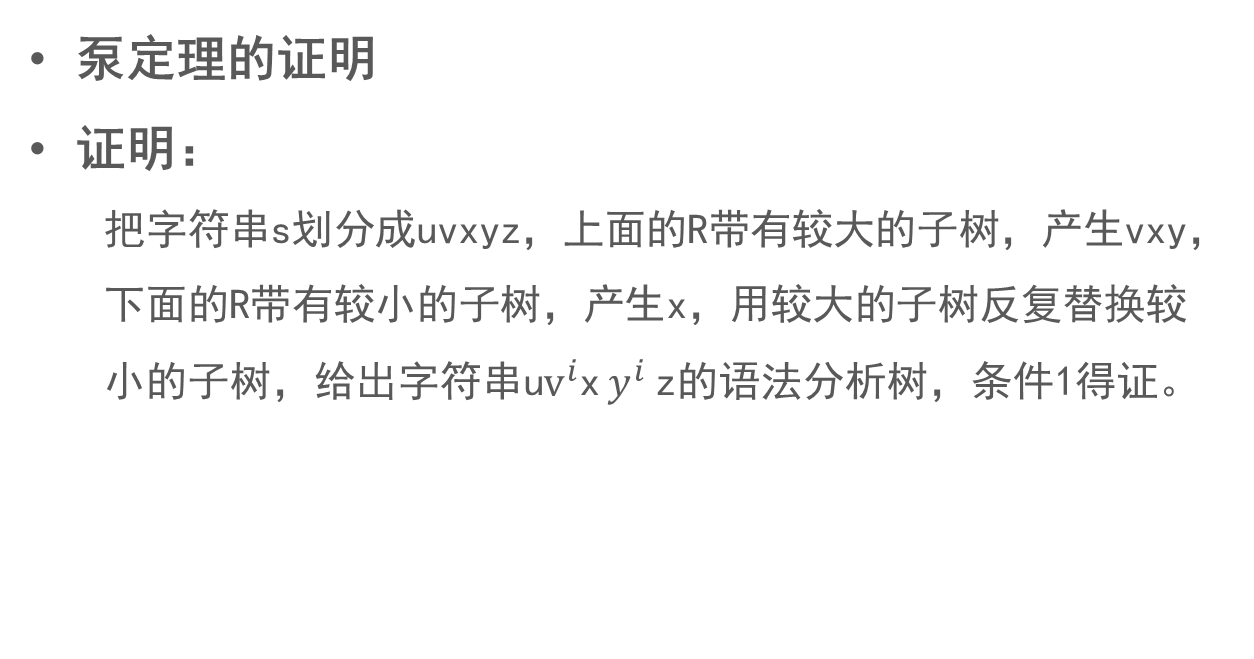 • 泵定理的证明
• 证明：
把字符串s划分成uvxyz，上面的R带有较大的子树，产生vxy，
下面的R带有较小的子树，产生x，用较大的子树反复替换较
小的子树，给出字符串uvⁱx yⁱ z的语法分析树，条件1得证。